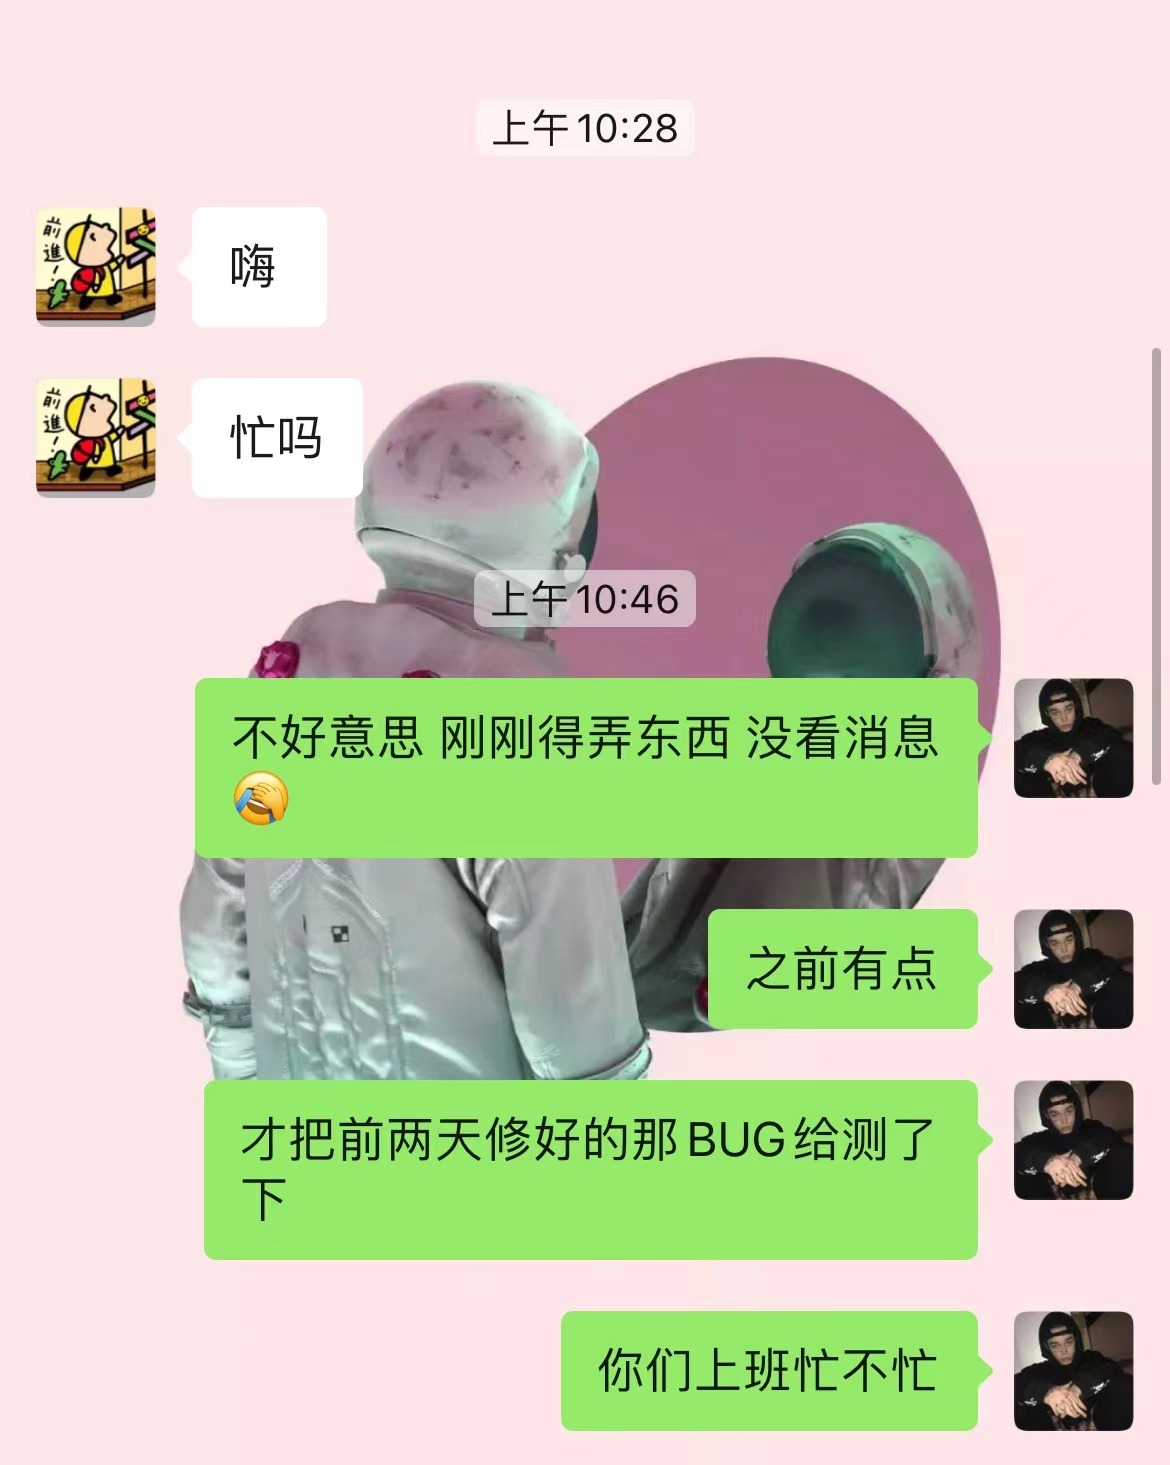 上午10:28
前進！
嗨
前進！
忙吗
上午10:46
不好意思 刚刚得弄东西 没看消息
🤣
之前有点
才把前两天修好的那BUG给测了
下
你们上班忙不忙